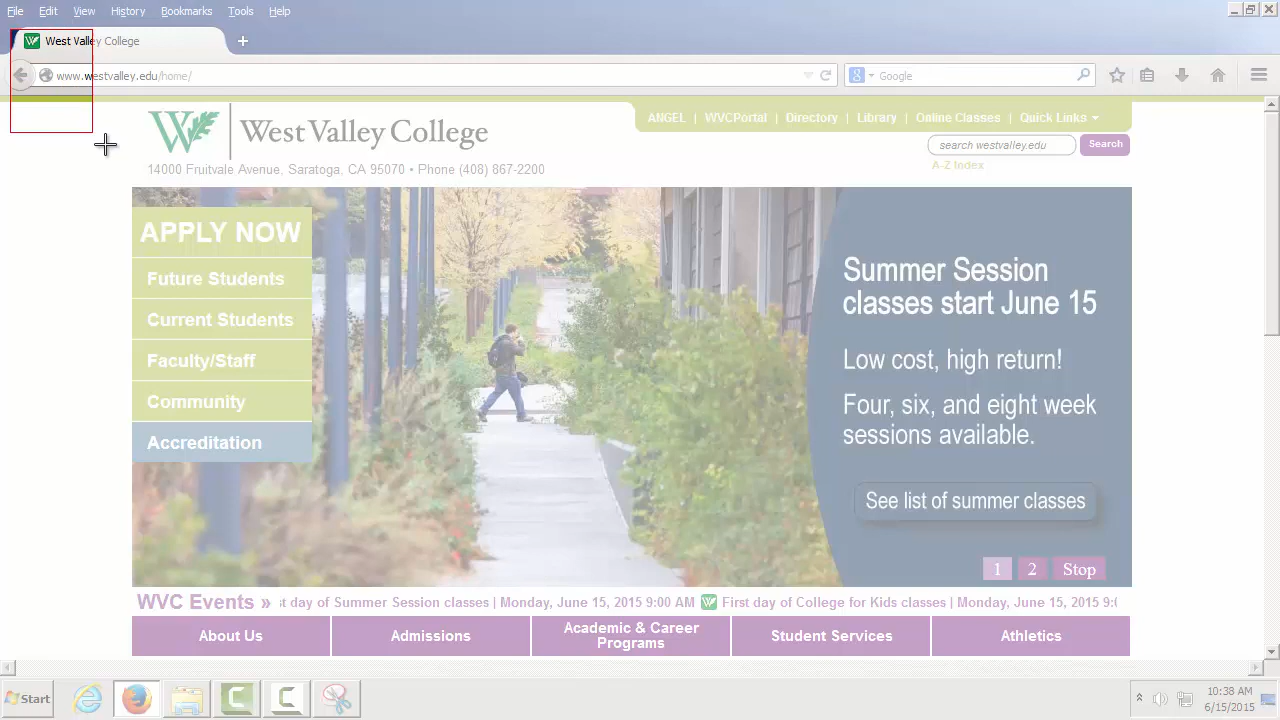 File Edit View History Bookmarks Tools Help
West Valley College
www.westvalley.edu/home/
Google
ANGEL | WVCPortal | Directory | Library | Online Classes | Quick Links
West Valley College
search westvalley.edu Search
A-Z Index
14000 Fruitvale Avenue, Saratoga, CA 95070 • Phone (408) 867-2200
APPLY NOW
Future Students
Current Students
Faculty/Staff
Community
Accreditation
Summer Session
classes start June 15
Low cost, high return!
Four, six, and eight week
sessions available.
See list of summer classes
1 2 Stop
WVC Events » st day of Summer Session classes | Monday, June 15, 2015 9:00 AM First day of College for Kids classes | Monday, June 15, 2015 9:0
About Us
Admissions
Academic & Career
Programs
Student Services
Athletics
Start
10:38 AM
6/15/2015